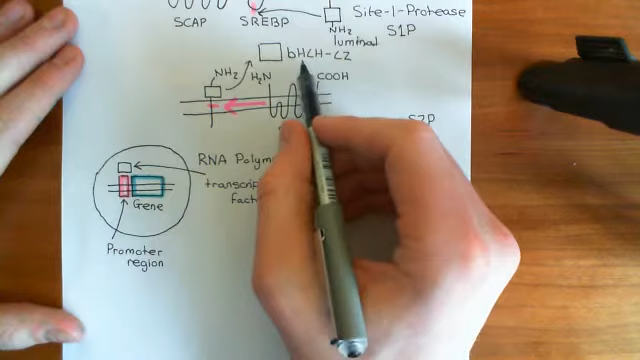 SCAP
SREBP
Site-1-Protease
S1P
NH2
luminal
bHLH-LZ
NH2
H2N
COOH
S2P
RNA Polym
transcrip
fact
Gene
Promoter
region